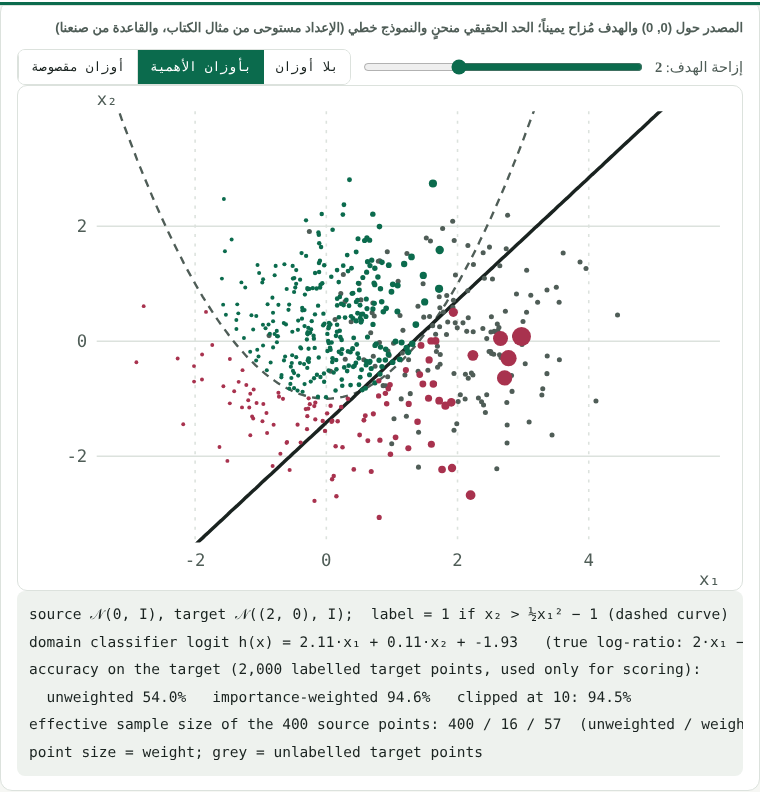 المصدر حول (0, 0) والهدف مُزاح يميناً؛ الحد الحقيقي منحنٍ والنموذج خطي (الإعداد مستوحى من مثال الكتاب، والقاعدة من صنعنا)
إزاحة الهدف: 2
بلا أوزان
بأوزان الأهمية
أوزان مقصوصة
x₂
2
0
-2
-2 0 2 4
x₁
source 𝒩(0, I), target 𝒩((2, 0), I); label = 1 if x₂ > ½x₁² − 1 (dashed curve)
domain classifier logit h(x) = 2.11·x₁ + 0.11·x₂ + -1.93 (true log-ratio: 2·x₁ −
accuracy on the target (2,000 labelled target points, used only for scoring):
unweighted 54.0% importance-weighted 94.6% clipped at 10: 94.5%
effective sample size of the 400 source points: 400 / 16 / 57 (unweighted / weigh
point size = weight; grey = unlabelled target points